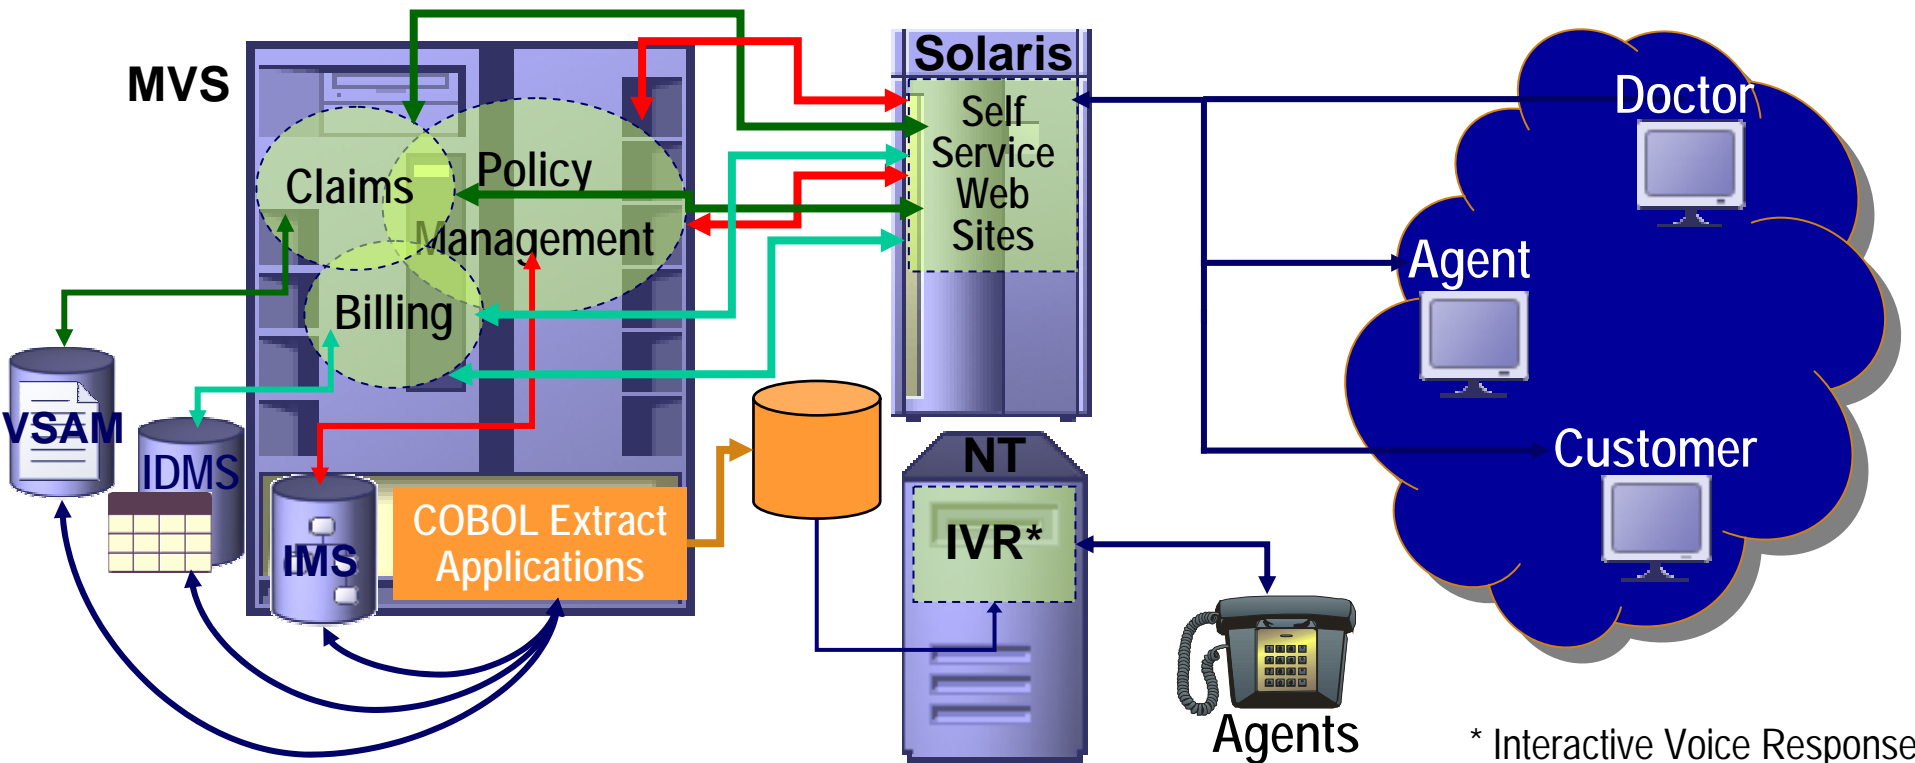 MVS
Claims
Policy
Management
Billing
VSAM
IDMS
IMS
COBOL Extract
Applications
Solaris
Self
Service
Web
Sites
NT
IVR*
Doctor
Agent
Customer
Agents
* Interactive Voice Response